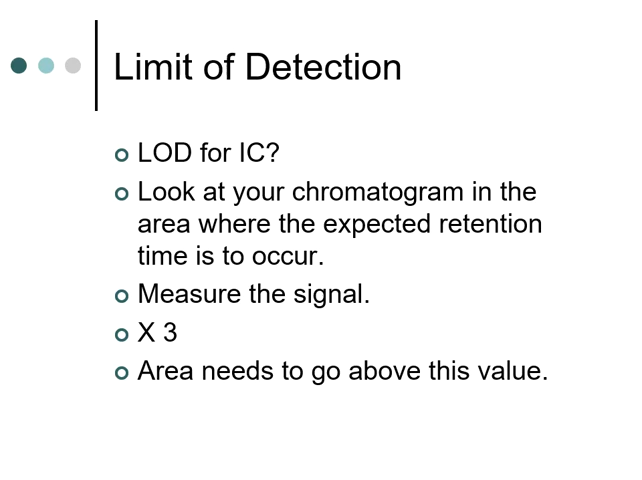 Limit of Detection
LOD for IC?
Look at your chromatogram in the
area where the expected retention
time is to occur.
Measure the signal.
X 3
Area needs to go above this value.